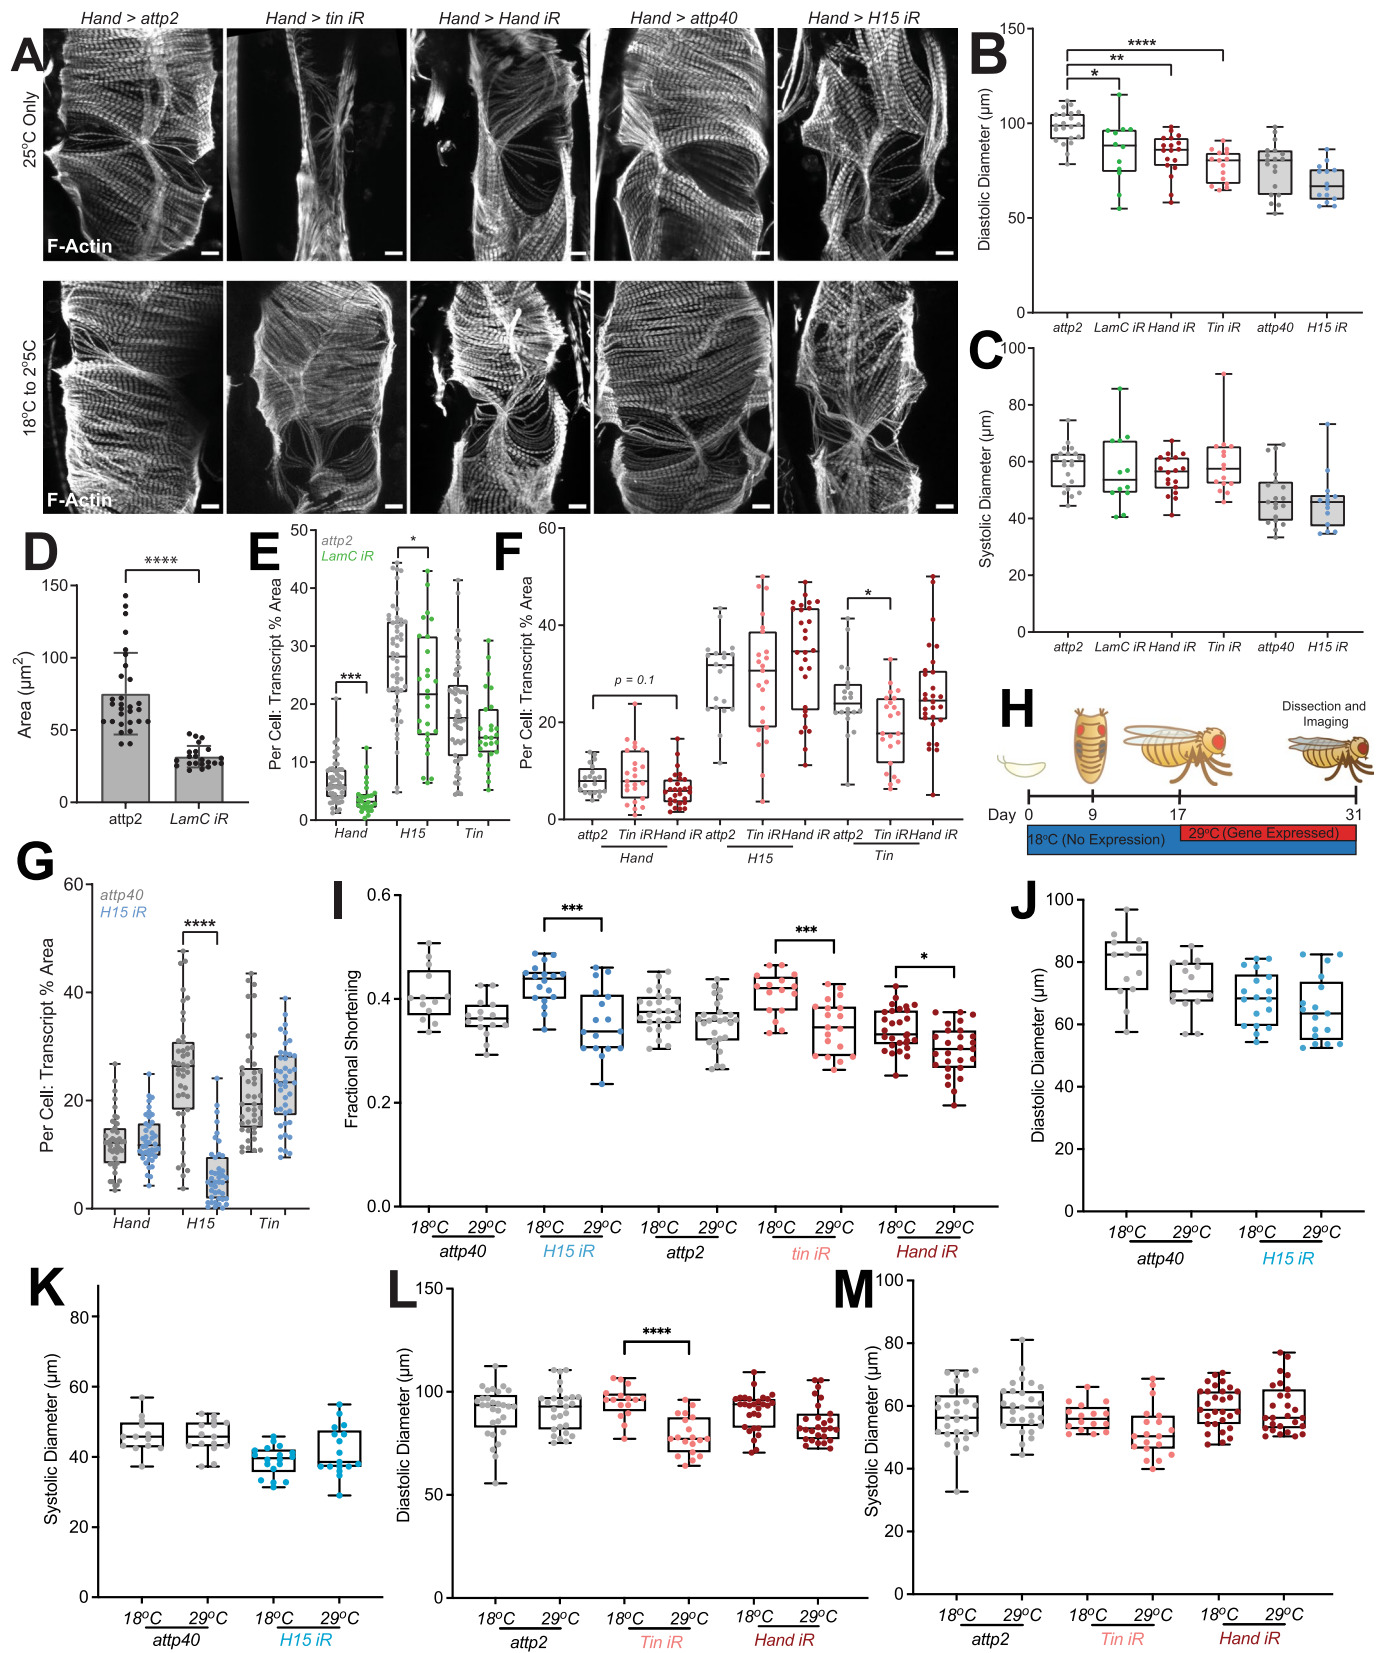 Hand > attp2 Hand > tin iR Hand > Hand iR Hand > attp40 Hand > H15 iR
A
25°C Only
F-Actin
18°C to 2°5C
F-Actin
B
Diastolic Diameter (μm)
150
100
50
0
* ** ****
attp2 LamC iR Hand iR Tin iR attp40 H15 iR
C
Systolic Diameter (μm)
100
80
60
40
20
0
attp2 LamC iR Hand iR Tin iR attp40 H15 iR
D
Area (μm²)
150
100
50
0
****
attp2 LamC iR
E
Per Cell: Transcript % Area
attp2
LamC iR
50
40
30
20
10
0
*** *
Hand H15 Tin
F
Per Cell: Transcript % Area
60
40
20
0
p = 0.1
*
attp2 Tin iR Hand iR attp2 Tin iR Hand iR attp2 Tin iR Hand iR
Hand H15 Tin
H
Dissection and
Imaging
Day 0 9 17 31
18°C (No Expression) 29°C (Gene Expressed)
G
Per Cell: Transcript % Area
attp40
H15 iR
60
40
20
0
****
Hand H15 Tin
I
Fractional Shortening
0.6
0.4
0.2
0.0
*** *** *
18°C 29°C 18°C 29°C 18°C 29°C 18°C 29°C 18°C 29°C
attp40 H15 iR attp2 tin iR Hand iR
J
Diastolic Diameter (μm)
100
80
60
40
20
0
18°C 29°C 18°C 29°C
attp40 H15 iR
K
Systolic Diameter (μm)
80
60
40
20
0
18°C 29°C 18°C 29°C
attp40 H15 iR
L
Diastolic Diameter (μm)
150
100
50
0
****
18°C 29°C 18°C 29°C 18°C 29°C
attp2 Tin iR Hand iR
M
Systolic Diameter (μm)
100
80
60
40
20
0
18°C 29°C 18°C 29°C 18°C 29°C
attp2 Tin iR Hand iR